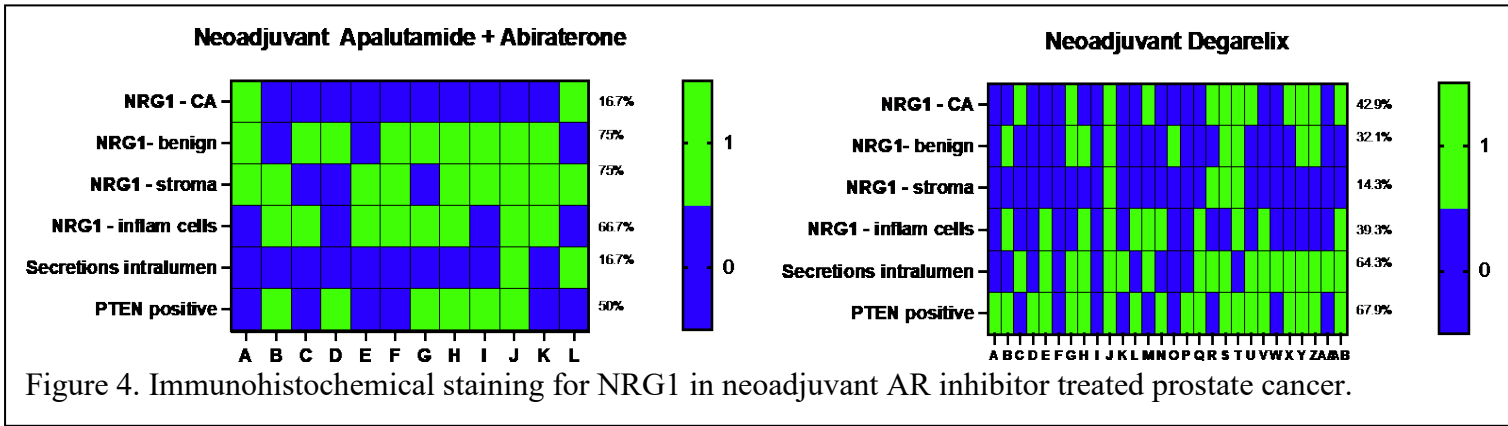 Neoadjuvant Apalutamide + Abiraterone
NRG1 - CA
NRG1- benign
NRG1 - stroma
NRG1 - inflam cells
Secretions intralumen
PTEN positive
16.7%
75%
75%
66.7%
16.7%
50%
1
0
A B C D E F G H I J K L
Neoadjuvant Degarelix
NRG1 - CA
NRG1- benign
NRG1 - stroma
NRG1 - inflam cells
Secretions intralumen
PTEN positive
42.9%
32.1%
14.3%
39.3%
64.3%
67.9%
1
0
A B C D E F G H I J K L M N O P Q R S T U V W X Y Z AA AB
Figure 4. Immunohistochemical staining for NRG1 in neoadjuvant AR inhibitor treated prostate cancer.